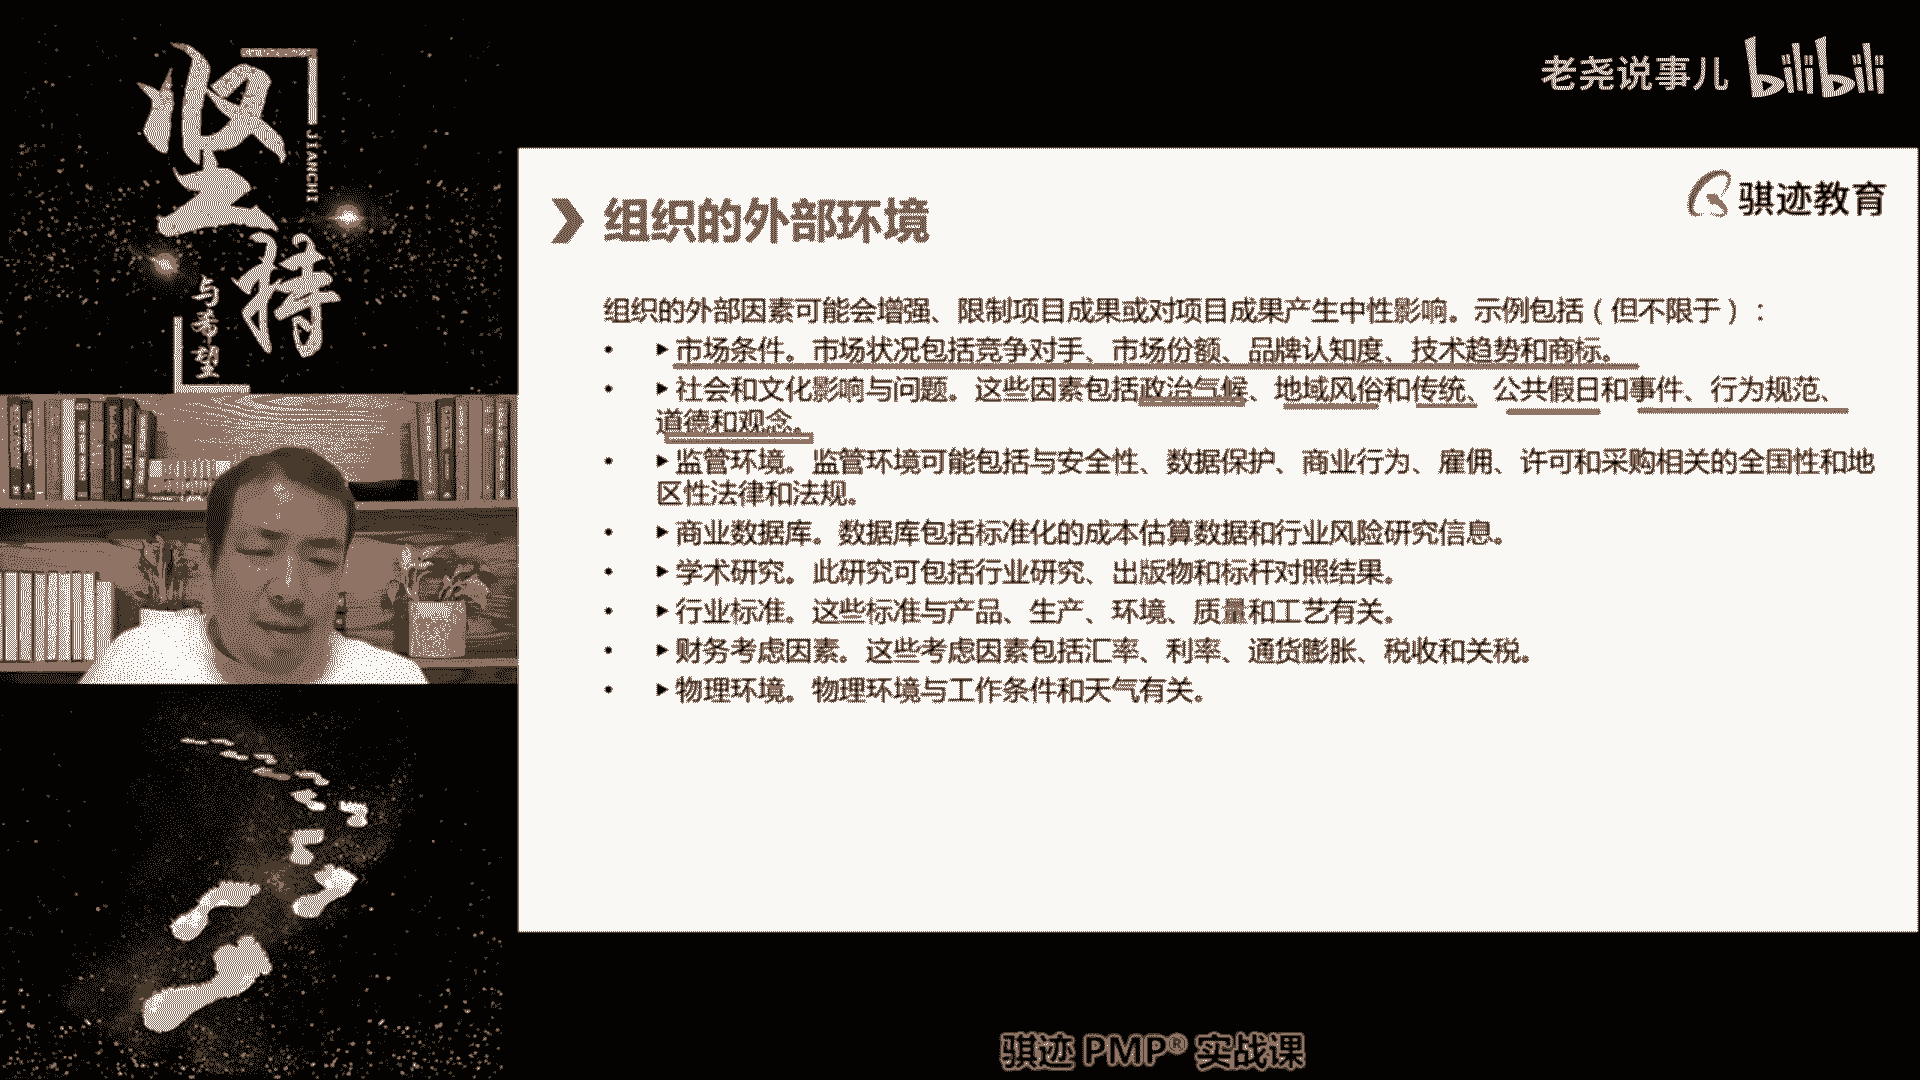 坚持
JIANCHI
与希望
老尧说事儿 bilibili
骐迹教育
组织的外部环境
组织的外部因素可能会增强、限制项目成果或对项目成果产生中性影响。示例包括（但不限于）：
• ▶ 市场条件。市场状况包括竞争对手、市场份额、品牌认知度、技术趋势和商标。
• ▶ 社会和文化影响与问题。这些因素包括政治气候、地域风俗和传统、公共假日和事件、行为规范、
道德和观念。
• ▶ 监管环境。监管环境可能包括与安全性、数据保护、商业行为、雇佣、许可和采购相关的全国性和地
区性法律和法规。
• ▶ 商业数据库。数据库包括标准化的成本估算数据和行业风险研究信息。
• ▶ 学术研究。此研究可包括行业研究、出版物和标杆对照结果。
• ▶ 行业标准。这些标准与产品、生产、环境、质量和工艺有关。
• ▶ 财务考虑因素。这些考虑因素包括汇率、利率、通货膨胀、税收和关税。
• ▶ 物理环境。物理环境与工作条件和天气有关。
骐迹 PMP® 实战课